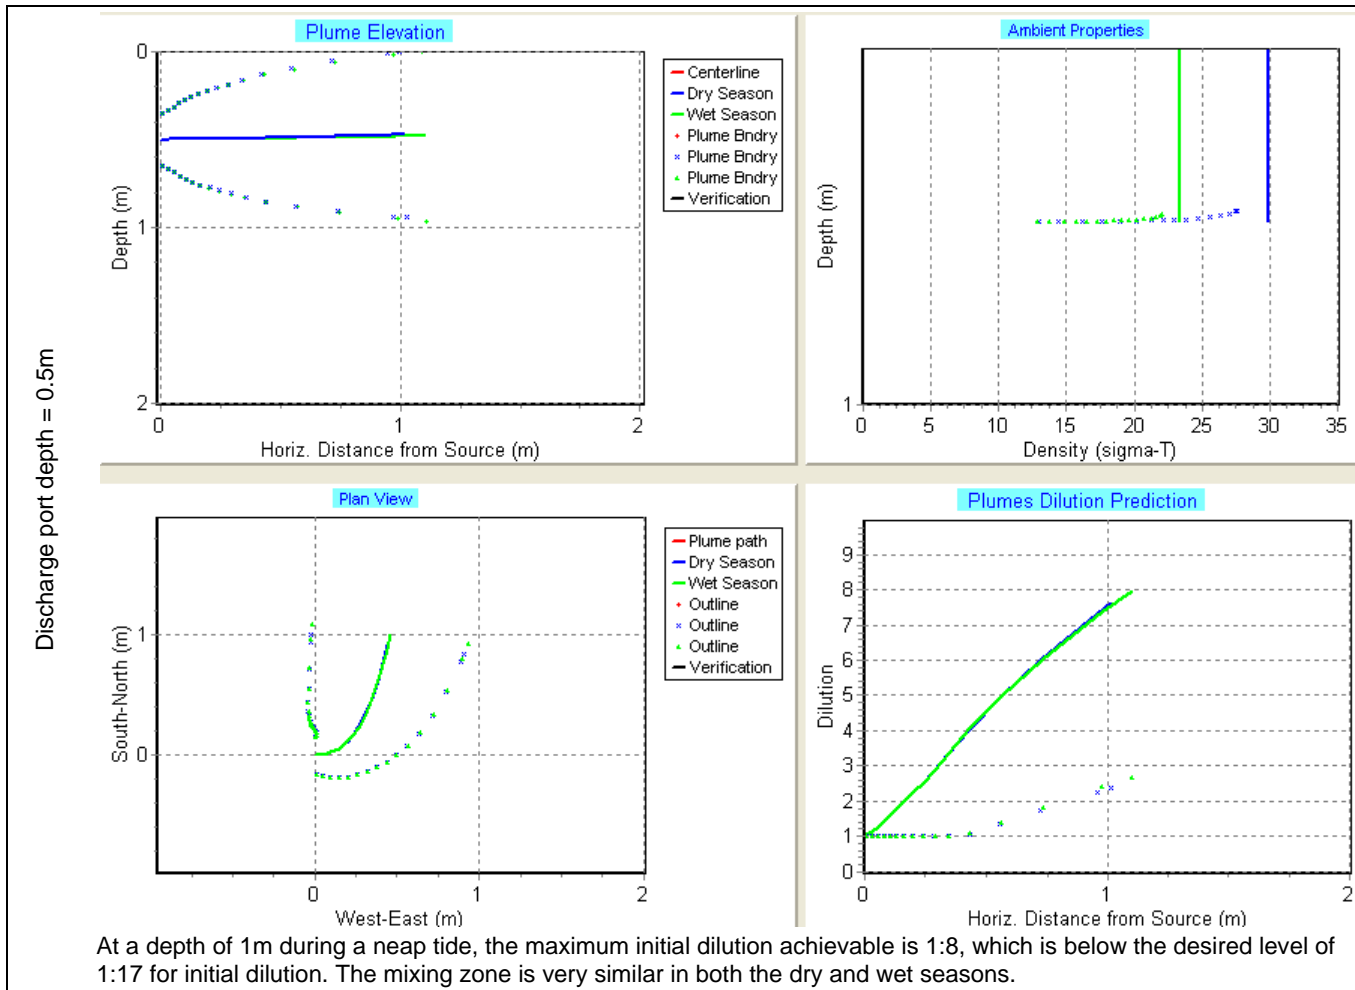 Discharge port depth = 0.5m
Plume Elevation
0
1
2
Depth (m)
0
1
2
Horiz. Distance from Source (m)
Centerline
Dry Season
Wet Season
Plume Bndry
Plume Bndry
Plume Bndry
Verification
Ambient Properties
Depth (m)
1
0
5
10
15
20
25
30
35
Density (sigma-T)
Plan View
South-North (m)
1
0
0
1
2
West-East (m)
Plume path
Dry Season
Wet Season
Outline
Outline
Outline
Verification
Plumes Dilution Prediction
Dilution
9
8
7
6
5
4
3
2
1
0
0
1
2
Horiz. Distance from Source (m)
At a depth of 1m during a neap tide, the maximum initial dilution achievable is 1:8, which is below the desired level of
1:17 for initial dilution. The mixing zone is very similar in both the dry and wet seasons.